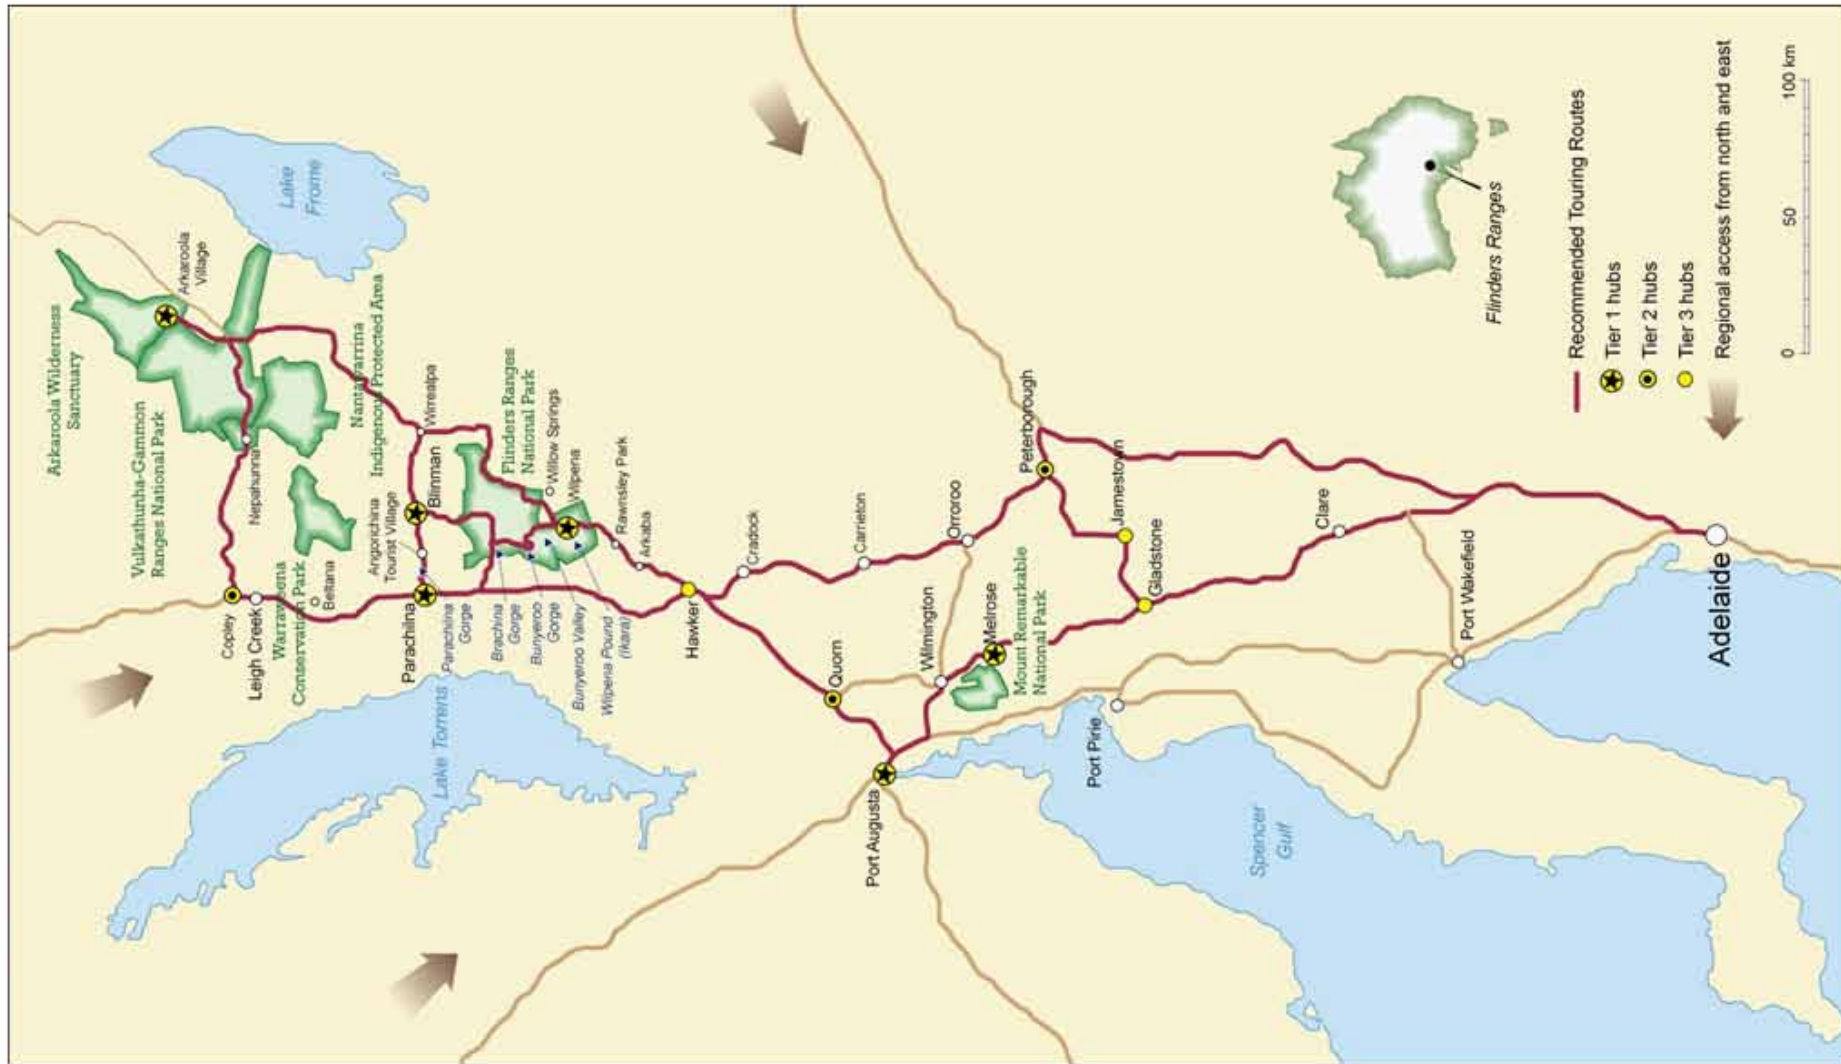 Arkaroola Wilderness
Sanctuary
Arkaroola
Village
Lake
Frome
Vulkathunha-Gammon
Ranges National Park
Nepabunna
Copley
Leigh Creek
Nantawarrina
Indigenous Protected Area
Warraweena
Conservation Park
Beltana
Angorichina
Tourist Village
Blinman
Wirrealpa
Parachilna
Parachilna
Gorge
Brachina
Gorge
Bunyeroo
Gorge
Bunyeroo Valley
Wilpena Pound
(Ikara)
Flinders Ranges
National Park
Willow Springs
Wilpena
Rawnsley Park
Arkaba
Lake Torrens
Hawker
Cradock
Carrieton
Orroroo
Peterborough
Jamestown
Gladstone
Quorn
Wilmington
Melrose
Mount Remarkable
National Park
Port Augusta
Port Pirie
Spencer
Gulf
Clare
Port Wakefield
Adelaide
Flinders Ranges
Recommended Touring Routes
Tier 1 hubs
Tier 2 hubs
Tier 3 hubs
Regional access from north and east
0 50 100 km